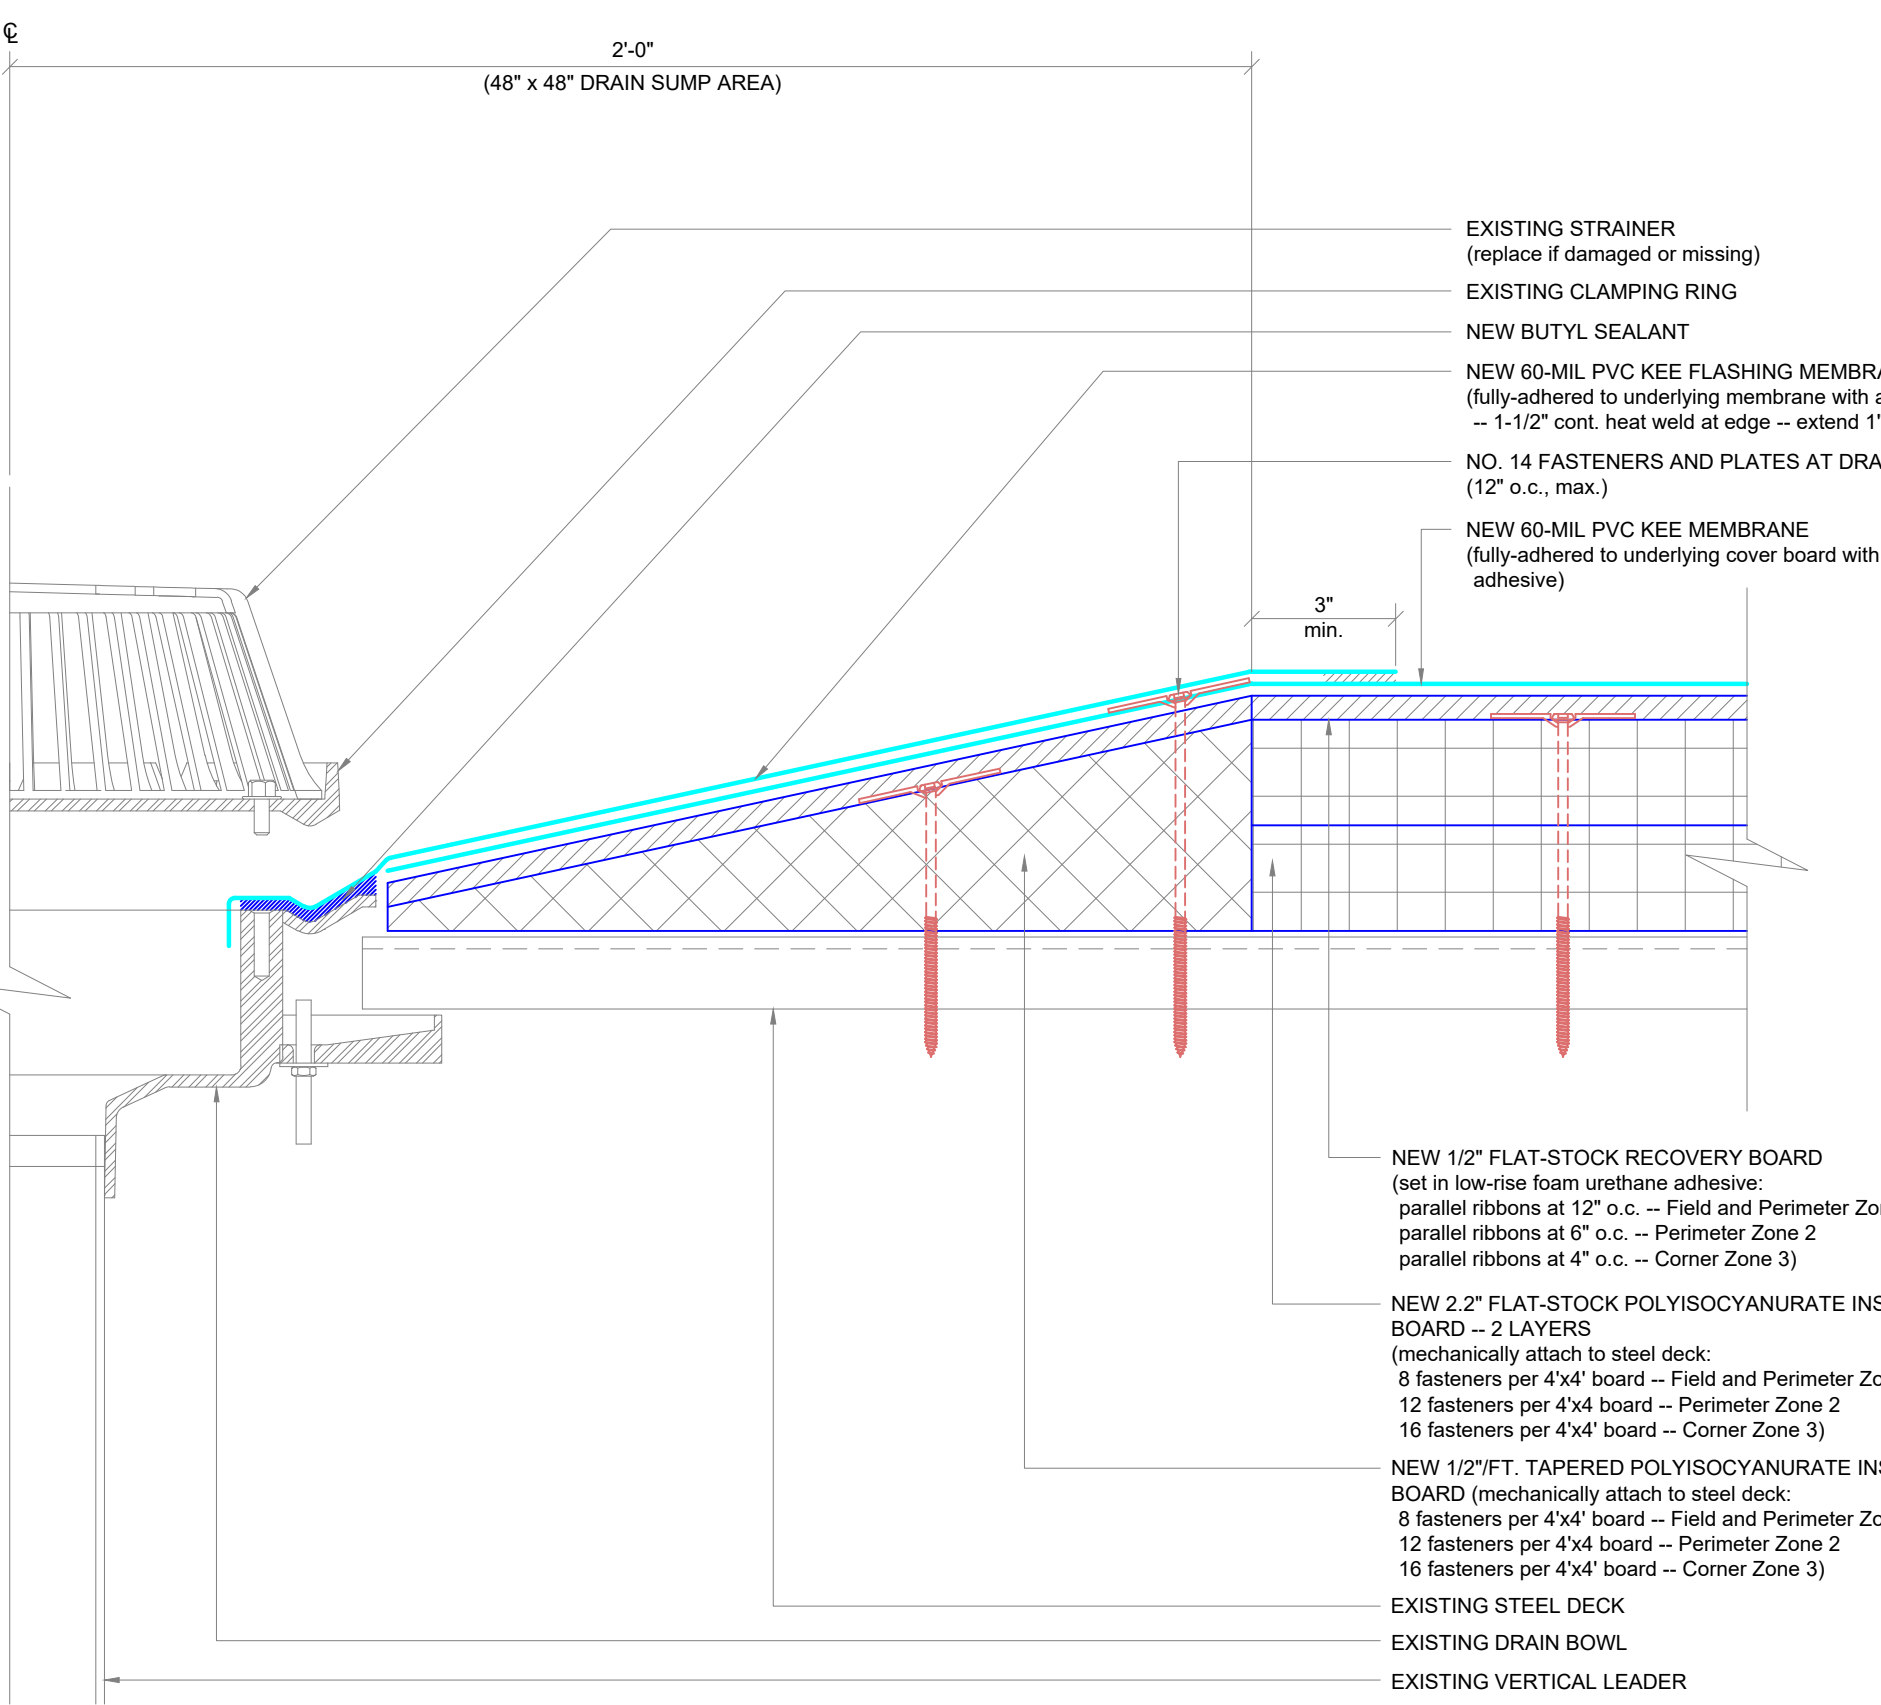 ℄
2'-0"
(48" x 48" DRAIN SUMP AREA)
EXISTING STRAINER
(replace if damaged or missing)
EXISTING CLAMPING RING
NEW BUTYL SEALANT
NEW 60-MIL PVC KEE FLASHING
(fully-adhered to underlying membrane with
-- 1-1/2" cont. heat weld at edge -- extend
NO. 14 FASTENERS AND PLATES AT
(12" o.c., max.)
NEW 60-MIL PVC KEE MEMBRANE
(fully-adhered to underlying cover board with
adhesive)
3"
min.
NEW 1/2" FLAT-STOCK RECOVERY BOARD
(set in low-rise foam urethane adhesive:
parallel ribbons at 12" o.c. -- Field and Perimeter
parallel ribbons at 6" o.c. -- Perimeter Zone 2
parallel ribbons at 4" o.c. -- Corner Zone 3)
NEW 2.2" FLAT-STOCK POLYISOCYANURATE
BOARD -- 2 LAYERS
(mechanically attach to steel deck:
8 fasteners per 4'x4' board -- Field and Perimeter
12 fasteners per 4'x4 board -- Perimeter Zone 2
16 fasteners per 4'x4' board -- Corner Zone 3)
NEW 1/2"/FT. TAPERED POLYISOCYANURATE
BOARD (mechanically attach to steel deck:
8 fasteners per 4'x4' board -- Field and Perimeter
12 fasteners per 4'x4 board -- Perimeter Zone 2
16 fasteners per 4'x4' board -- Corner Zone 3)
EXISTING STEEL DECK
EXISTING DRAIN BOWL
EXISTING VERTICAL LEADER